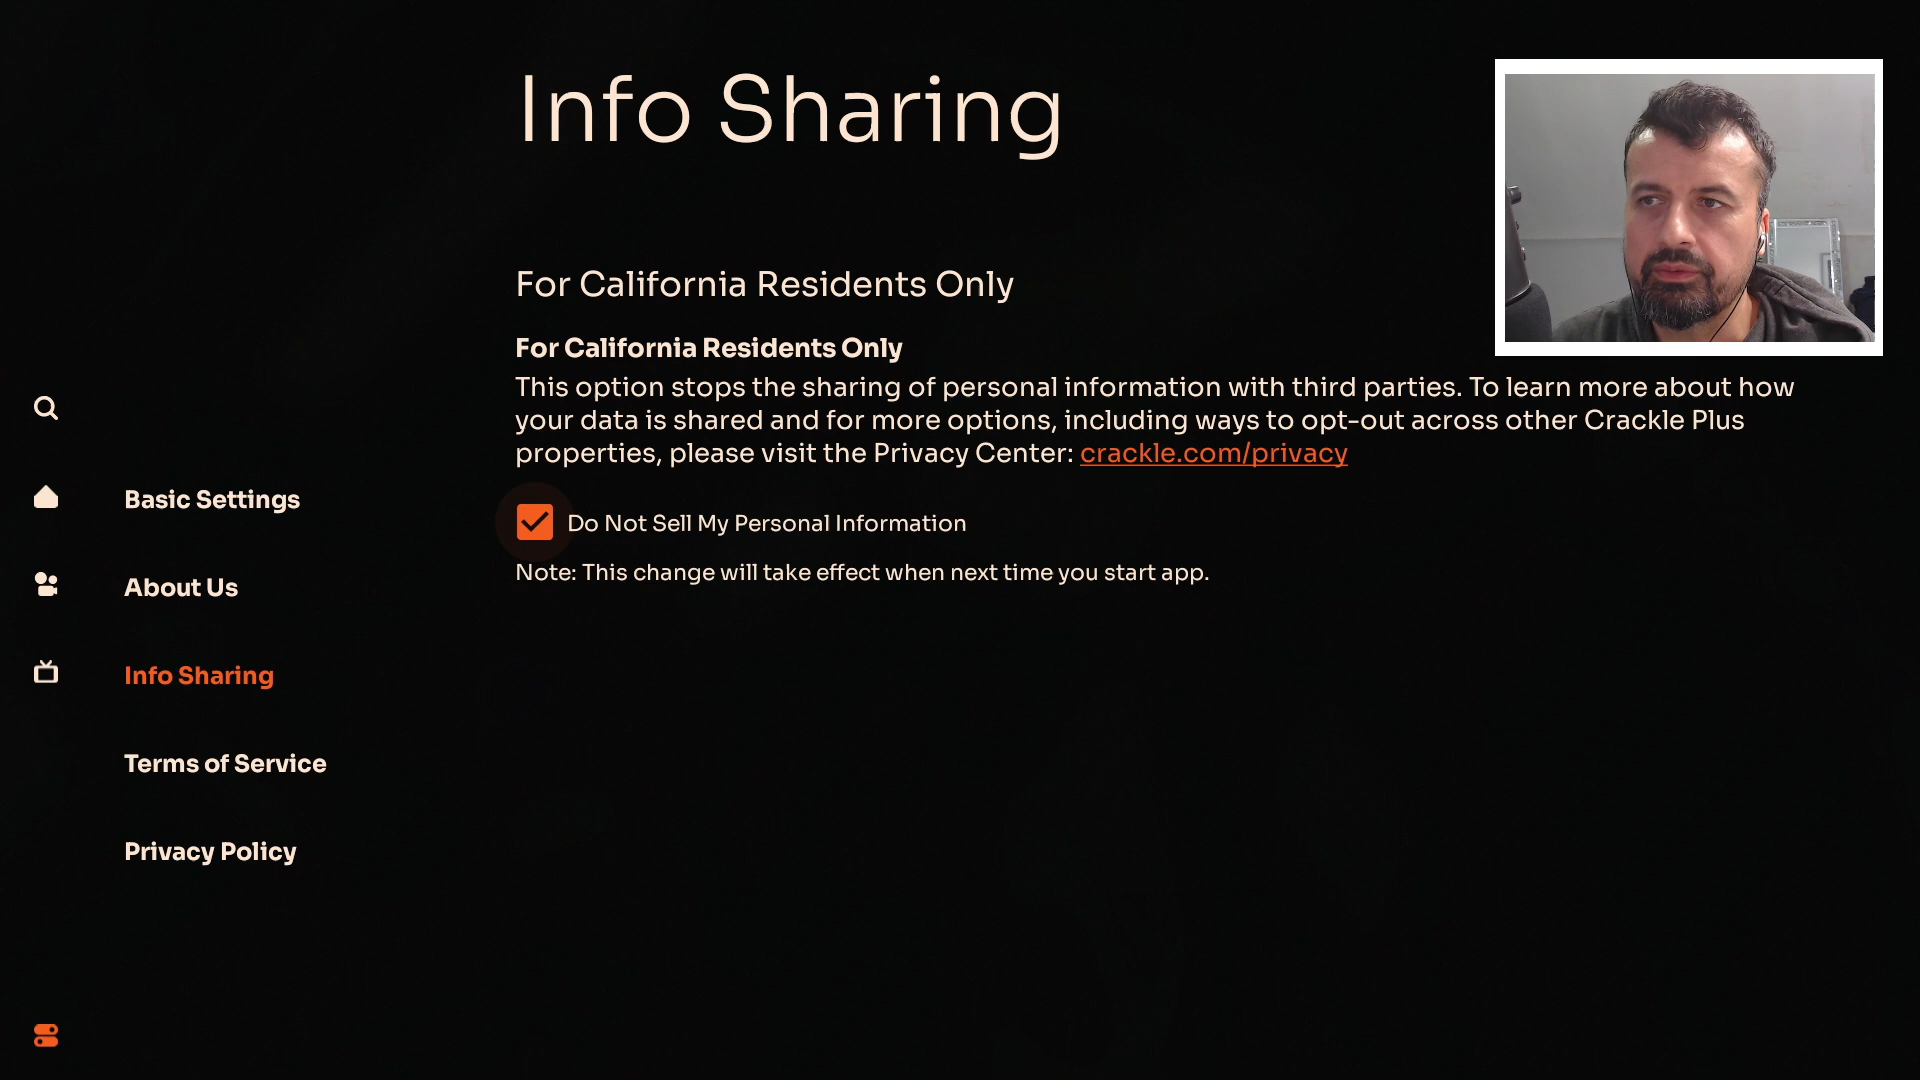 Info Sharing
For California Residents Only
For California Residents Only
This option stops the sharing of personal information with third parties. To learn more about how
your data is shared and for more options, including ways to opt-out across other Crackle Plus
properties, please visit the Privacy Center: crackle.com/privacy
Do Not Sell My Personal Information
Note: This change will take effect when next time you start app.
Basic Settings
About Us
Info Sharing
Terms of Service
Privacy Policy